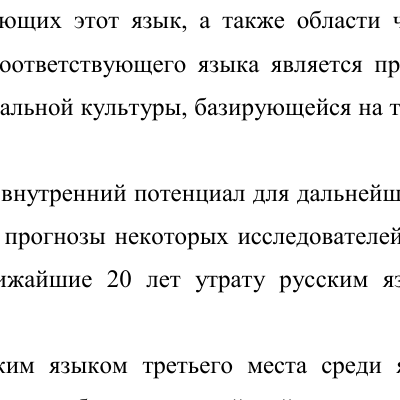 ющих этот язык, а также области ч
оответствующего языка является пр
альной культуры, базирующейся на т
внутренний потенциал для дальнейш
прогнозы некоторых исследователей
ижайшие 20 лет утрату русским яз
ким языком третьего места среди я